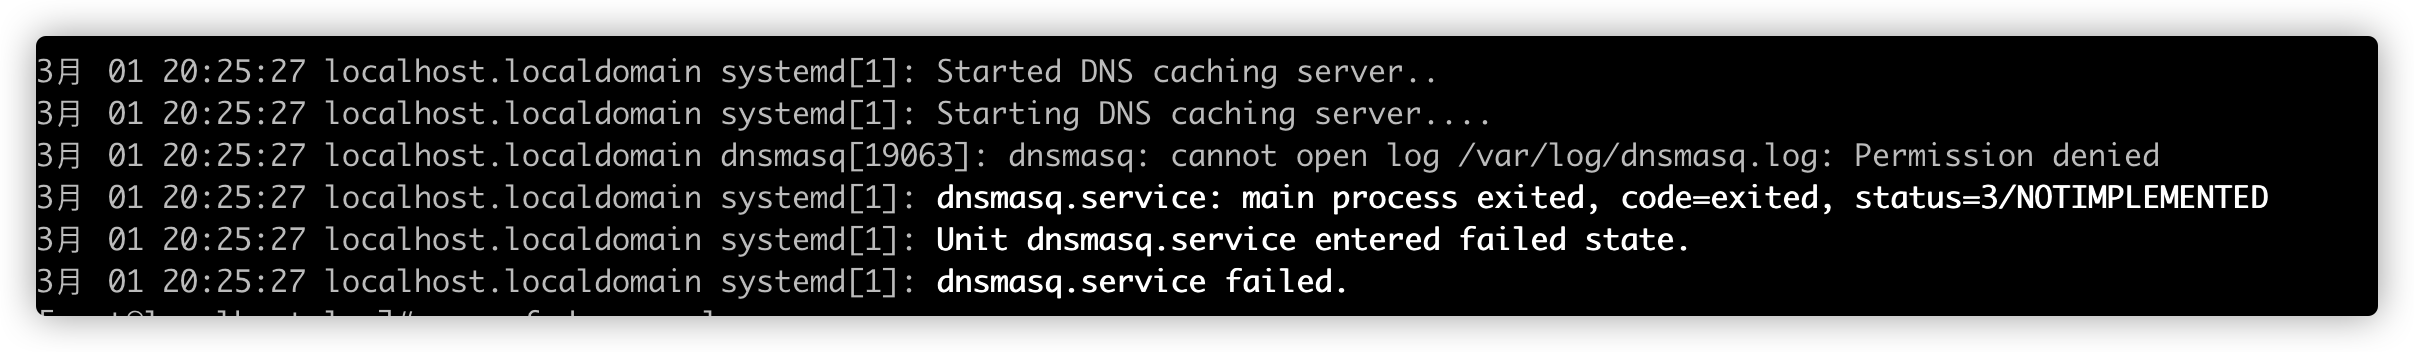 3月 01 20:25:27 localhost.localdomain systemd[1]: Started DNS caching server..
3月 01 20:25:27 localhost.localdomain systemd[1]: Starting DNS caching server....
3月 01 20:25:27 localhost.localdomain dnsmasq[19063]: dnsmasq: cannot open log /var/log/dnsmasq.log: Permission denied
3月 01 20:25:27 localhost.localdomain systemd[1]: dnsmasq.service: main process exited, code=exited, status=3/NOTIMPLEMENTED
3月 01 20:25:27 localhost.localdomain systemd[1]: Unit dnsmasq.service entered failed state.
3月 01 20:25:27 localhost.localdomain systemd[1]: dnsmasq.service failed.